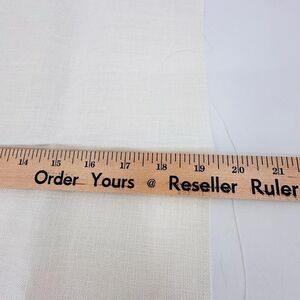 14 15 16 17 18 19 20 21
Order Yours @ Reseller Ruler